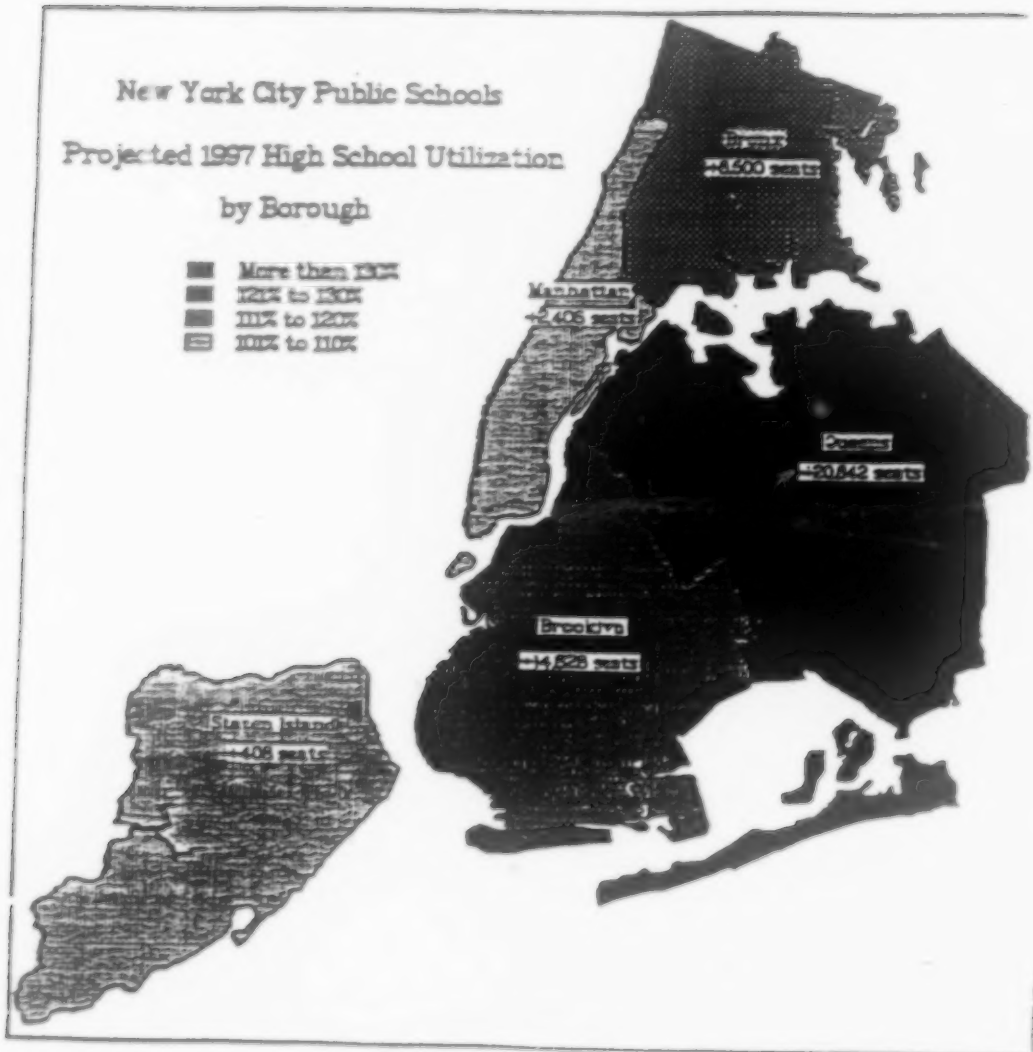 New York City Public Schools
Projected 1997 High School Utilization
by Borough
More than 130%
121% to 130%
111% to 120%
101% to 110%
Bronx
+8,500 seats
Manhattan
+2,406 seats
Queens
+20,842 seats
Brooklyn
+14,828 seats
Staten Island
+408 seats